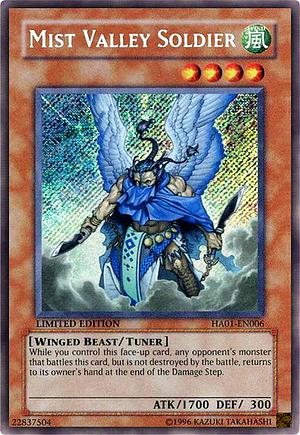 MIST VALLEY SOLDIER
風
LIMITED EDITION
HA01-EN006
[WINGED BEAST/TUNER]
While you control this face-up card, any opponent's monster
that battles this card, but is not destroyed by the battle, returns
to its owner's hand at the end of the Damage Step.
ATK/1700 DEF/ 300
22837504
©1996 KAZUKI TAKAHASHI